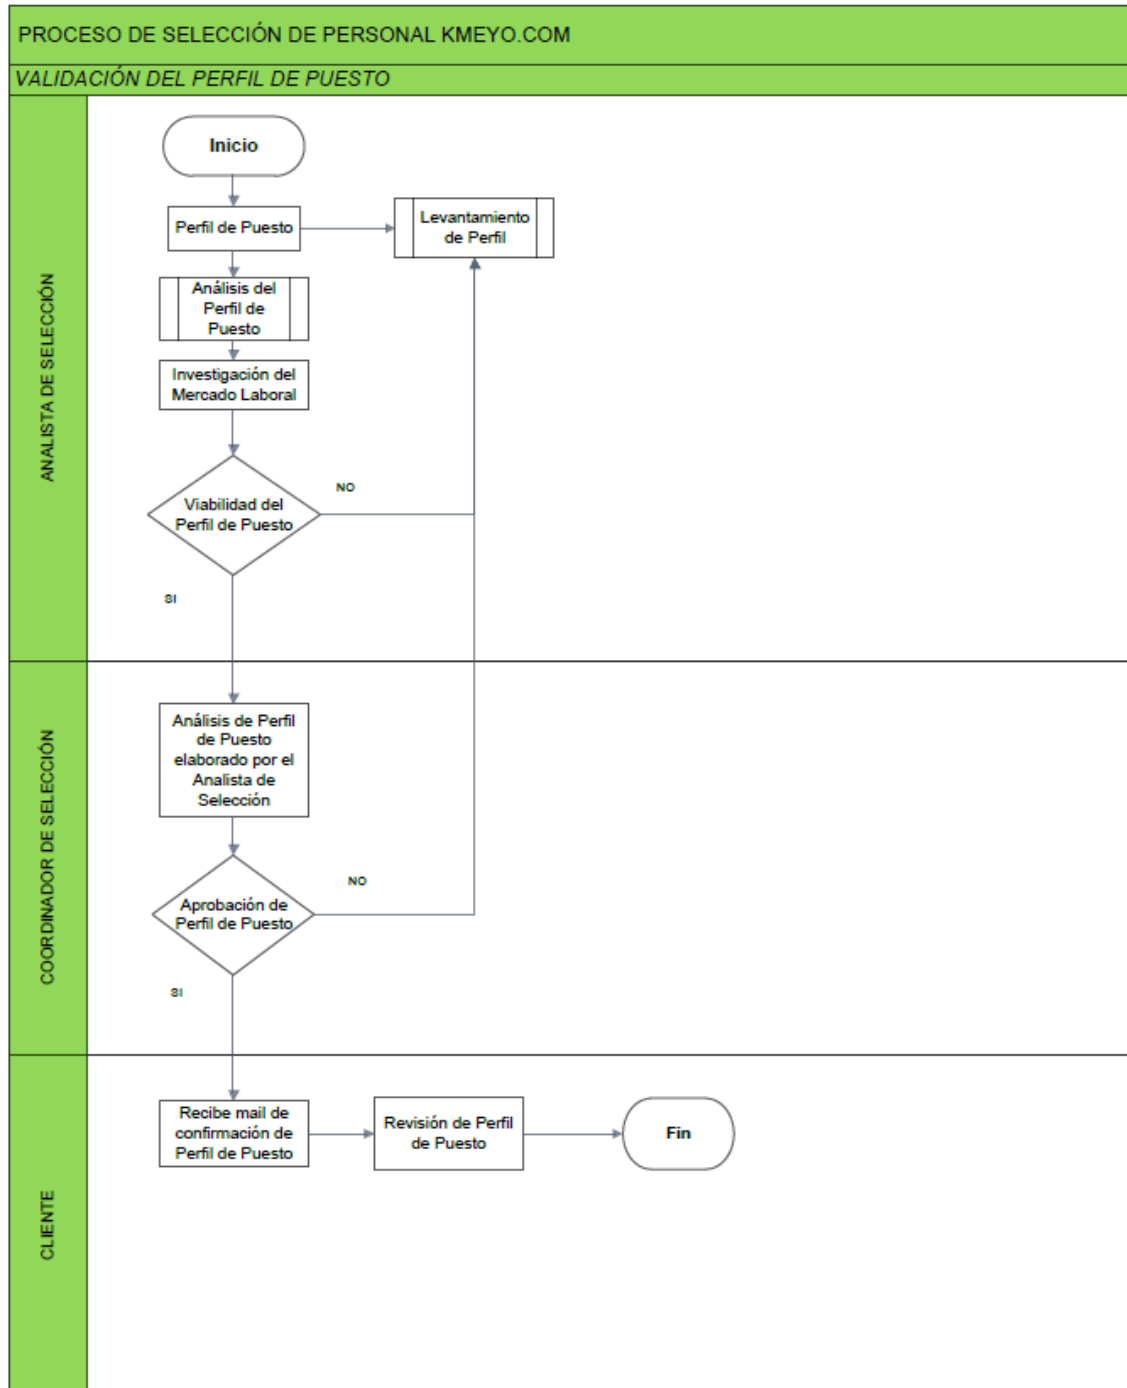 PROCESO DE SELECCIÓN DE PERSONAL KMEYO.COM
VALIDACIÓN DEL PERFIL DE PUESTO
ANALISTA DE SELECCIÓN
Inicio
Perfil de Puesto
Levantamiento
de Perfil
Análisis del
Perfil de
Puesto
Investigación del
Mercado Laboral
Viabilidad del
Perfil de Puesto
NO
SI
COORDINADOR DE SELECCIÓN
Análisis de Perfil
de Puesto
elaborado por el
Analista de
Selección
Aprobación de
Perfil de Puesto
NO
SI
CLIENTE
Recibe mail de
confirmación de
Perfil de Puesto
Revisión de Perfil
de Puesto
Fin